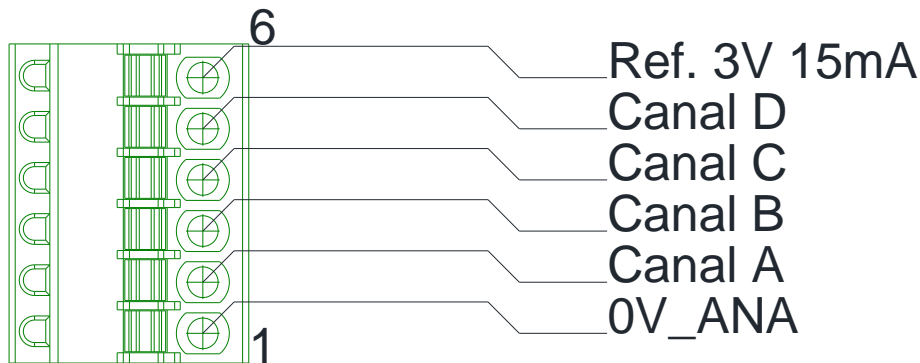 6
Ref. 3V 15mA
Canal D
Canal C
Canal B
Canal A
0V_ANA
1